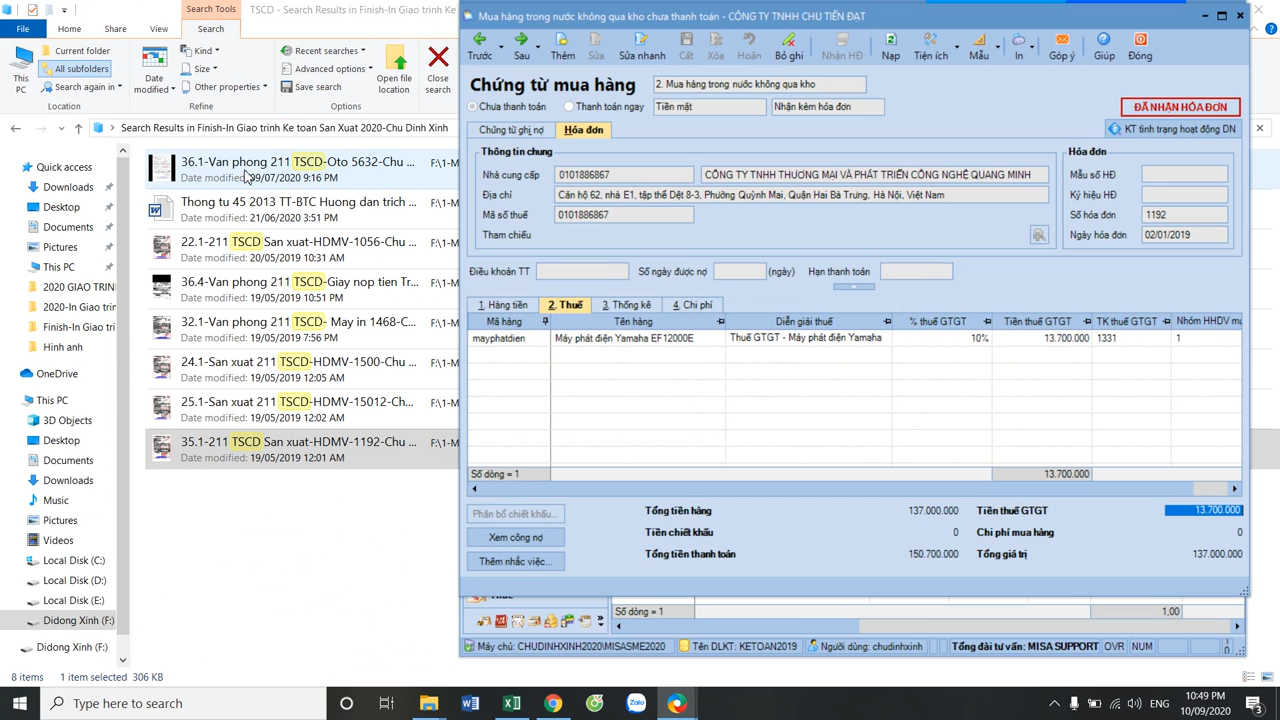 Search Tools
TSCD - Search Results in Finish-In Giao trinh
File
Home
Share
View
Search
This PC
Current folder
All subfolders
Search again in
Location
Date modified
Kind
Size
Other properties
Refine
Recent searches
Advanced options
Save search
Options
Open file location
Close search
Search Results in Finish-In Giao trinh Ke toan San Xuat 2020-Chu Dinh Xinh
Quick access
Downloads
Desktop
Documents
Pictures
This PC
2020 GIAO TRINH
2020-In Giao trin
Finish-In Giao trin
Hinh anh
OneDrive
This PC
3D Objects
Desktop
Documents
Downloads
Music
Pictures
Videos
Local Disk (C:)
Local Disk (D:)
Local Disk (E:)
Didong Xinh (F:)
Didong Xinh (F:)
36.1-Van phong 211 TSCD-Oto 5632-Chu ...
F:\1-M
Date modified: 09/07/2020 9:16 PM
Thong tu 45 2013 TT-BTC Huong dan trich ...
F:\1-M
Date modified: 21/06/2020 3:51 PM
22.1-211 TSCD San xuat-HDMV-1056-Chu ...
F:\1-M
Date modified: 20/05/2019 10:31 AM
36.4-Van phong 211 TSCD-Giay nop tien Tr...
F:\1-M
Date modified: 19/05/2019 10:51 PM
32.1-Van phong 211 TSCD- May in 1468-C...
F:\1-M
Date modified: 19/05/2019 7:56 PM
24.1-San xuat 211 TSCD-HDMV-1500-Chu ...
F:\1-M
Date modified: 19/05/2019 12:05 AM
25.1-San xuat 211 TSCD-HDMV-15012-Ch...
F:\1-M
Date modified: 19/05/2019 12:02 AM
35.1-211 TSCD San xuat-HDMV-1192-Chu ...
F:\1-M
Date modified: 19/05/2019 12:01 AM
8 items 1 item selected 306 KB
Mua hàng trong nước không qua kho chưa thanh toán - CÔNG TY TNHH CHU TIẾN ĐẠT
Trước Sau Thêm Sửa Sửa nhanh Cất Xóa Hoãn Bỏ ghi Nhận HĐ Nạp Tiện ích Mẫu In Góp ý Giúp Đóng
Chứng từ mua hàng
2. Mua hàng trong nước không qua kho
Chưa thanh toán
Thanh toán ngay
Tiền mặt
Nhận kèm hóa đơn
ĐÃ NHẬN HÓA ĐƠN
Chứng từ ghi nợ
Hóa đơn
KT tình trạng hoạt động DN
Thông tin chung
Nhà cung cấp 0101886867 CÔNG TY TNHH THƯƠNG MẠI VÀ PHÁT TRIỂN CÔNG NGHỆ QUANG MINH
Địa chỉ Căn hộ 62, nhà E1, tập thể Dệt 8-3, Phường Quỳnh Mai, Quận Hai Bà Trưng, Hà Nội, Việt Nam
Mã số thuế 0101886867
Tham chiếu
Hóa đơn
Mẫu số HĐ
Ký hiệu HĐ
Số hóa đơn 1192
Ngày hóa đơn 02/01/2019
Điều khoản TT Số ngày được nợ (ngày) Hạn thanh toán
1. Hàng tiền 2. Thuế 3. Thống kê 4. Chi phí
Mã hàng Tên hàng Diễn giải thuế % thuế GTGT Tiền thuế GTGT TK thuế GTGT Nhóm HHDV mu
mayphatdien Máy phát điện Yamaha EF12000E Thuế GTGT - Máy phát điện Yamaha 10% 13.700.000 1331 1
Số dòng = 1 13.700.000
Phân bổ chiết khấu...
Xem công nợ
Thêm nhắc việc...
Tổng tiền hàng 137.000.000 Tiền thuế GTGT 13.700.000
Tiền chiết khấu 0 Chi phí mua hàng 0
Tổng tiền thanh toán 150.700.000 Tổng giá trị 137.000.000
Số dòng = 1 1.00
Máy chủ: CHUDINHXINH2020\MISASME2020 Tên DLKT: KETOAN2019 Người dùng: chudinhxinh Tổng đài tư vấn: MISA SUPPORT OVR NUM
Type here to search
Zalo
ENG
10:49 PM
10/09/2020
3